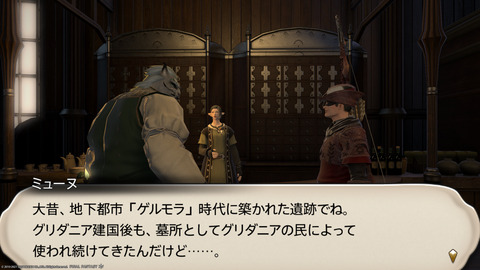 ミューヌ
大昔、地下都市「ゲルモラ」時代に築かれた遺跡でね。
グリダニア建国後も、墓所としてグリダニアの民によって
使われ続けてきたんだけど……。